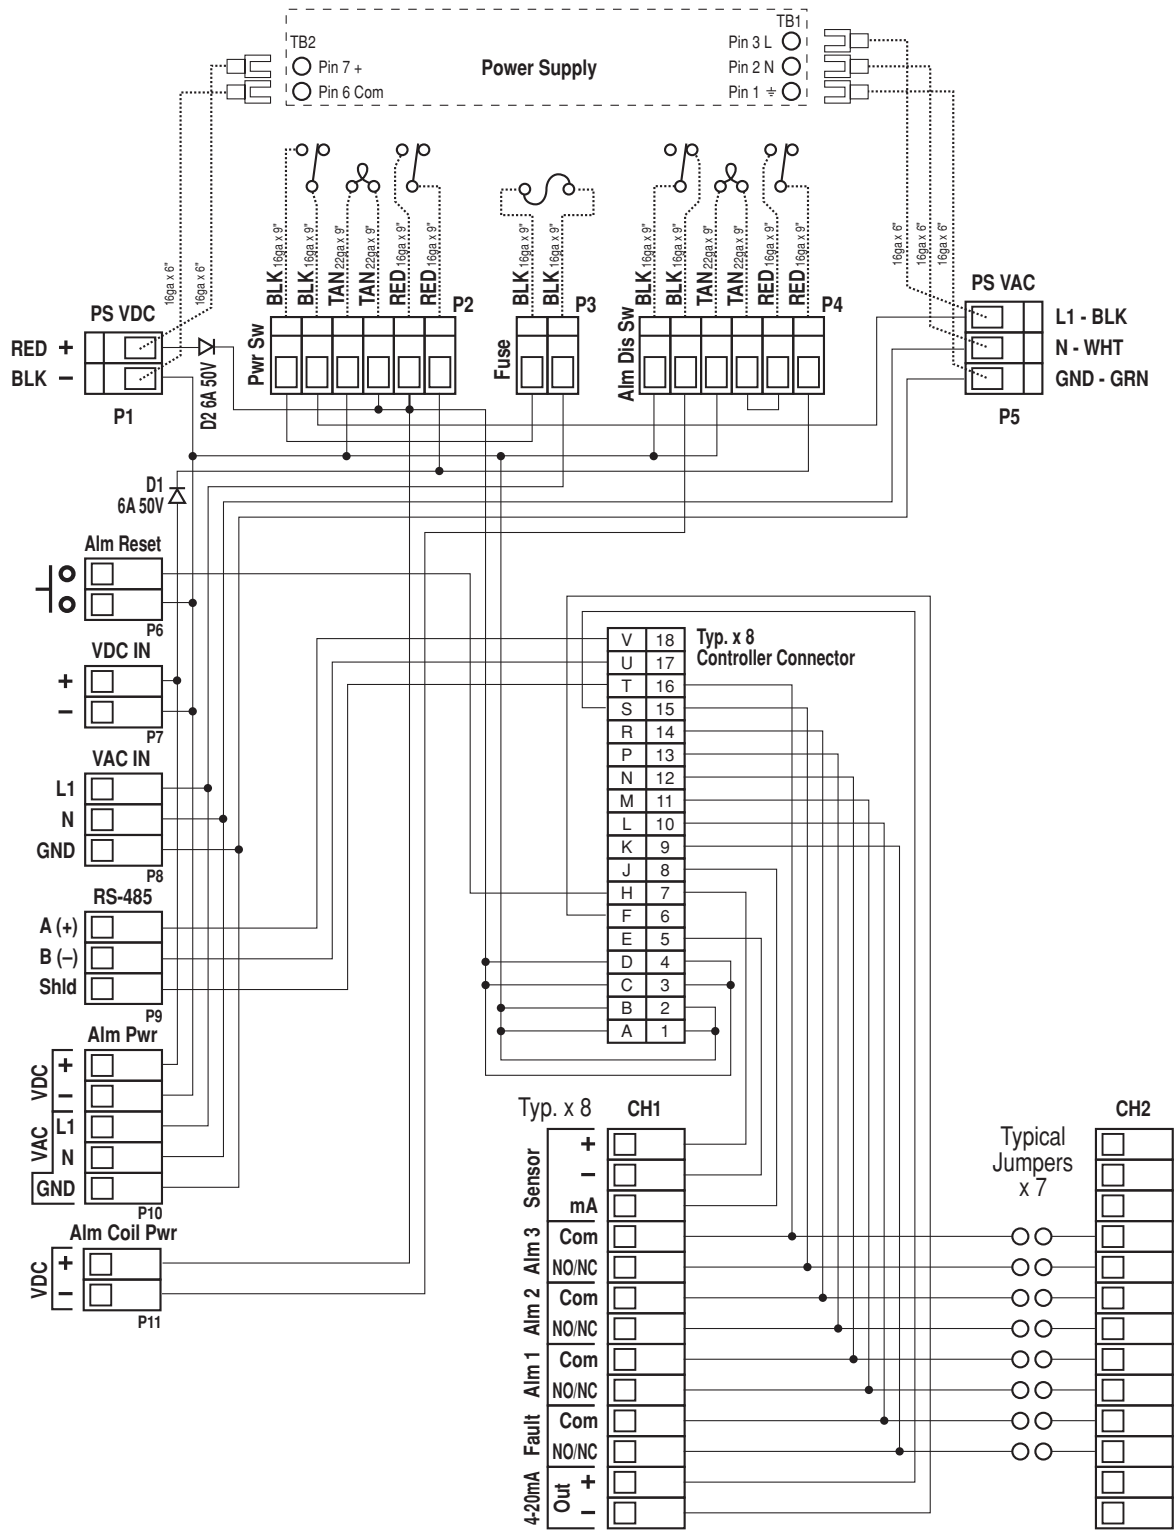 TB2
TB1
Pin 3 L
Pin 7 +
Power Supply
Pin 2 N
Pin 6 Com
Pin 1 ⏚
16ga x 6"
16ga x 6"
BLK 16ga x 9"
BLK 16ga x 9"
TAN 22ga x 9"
TAN 22ga x 9"
RED 16ga x 9"
RED 16ga x 9"
P2
BLK 16ga x 9"
BLK 16ga x 9"
P3
BLK 16ga x 9"
BLK 16ga x 9"
TAN 22ga x 9"
TAN 22ga x 9"
RED 16ga x 9"
RED 16ga x 9"
P4
16ga x 6"
16ga x 6"
16ga x 6"
PS VDC
RED +
BLK –
P1
D2 6A 50V
Pwr Sw
Fuse
Alm Dis Sw
PS VAC
L1 - BLK
N - WHT
GND - GRN
P5
D1
6A 50V
Alm Reset
P6
VDC IN
+
–
P7
VAC IN
L1
N
GND
P8
RS-485
A (+)
B (–)
Shld
P9
Alm Pwr
VDC
+
–
VAC
L1
N
GND
P10
Alm Coil Pwr
VDC
+
–
P11
Typ. x 8
Controller Connector
V 18
U 17
T 16
S 15
R 14
P 13
N 12
M 11
L 10
K 9
J 8
H 7
F 6
E 5
D 4
C 3
B 2
A 1
Typ. x 8
CH1
CH2
Sensor
+
–
mA
Alm 3
Com
NO/NC
Alm 2
Com
NO/NC
Alm 1
Com
NO/NC
Fault
Com
NO/NC
4-20mA
Out
+
–
Typical
Jumpers
x 7